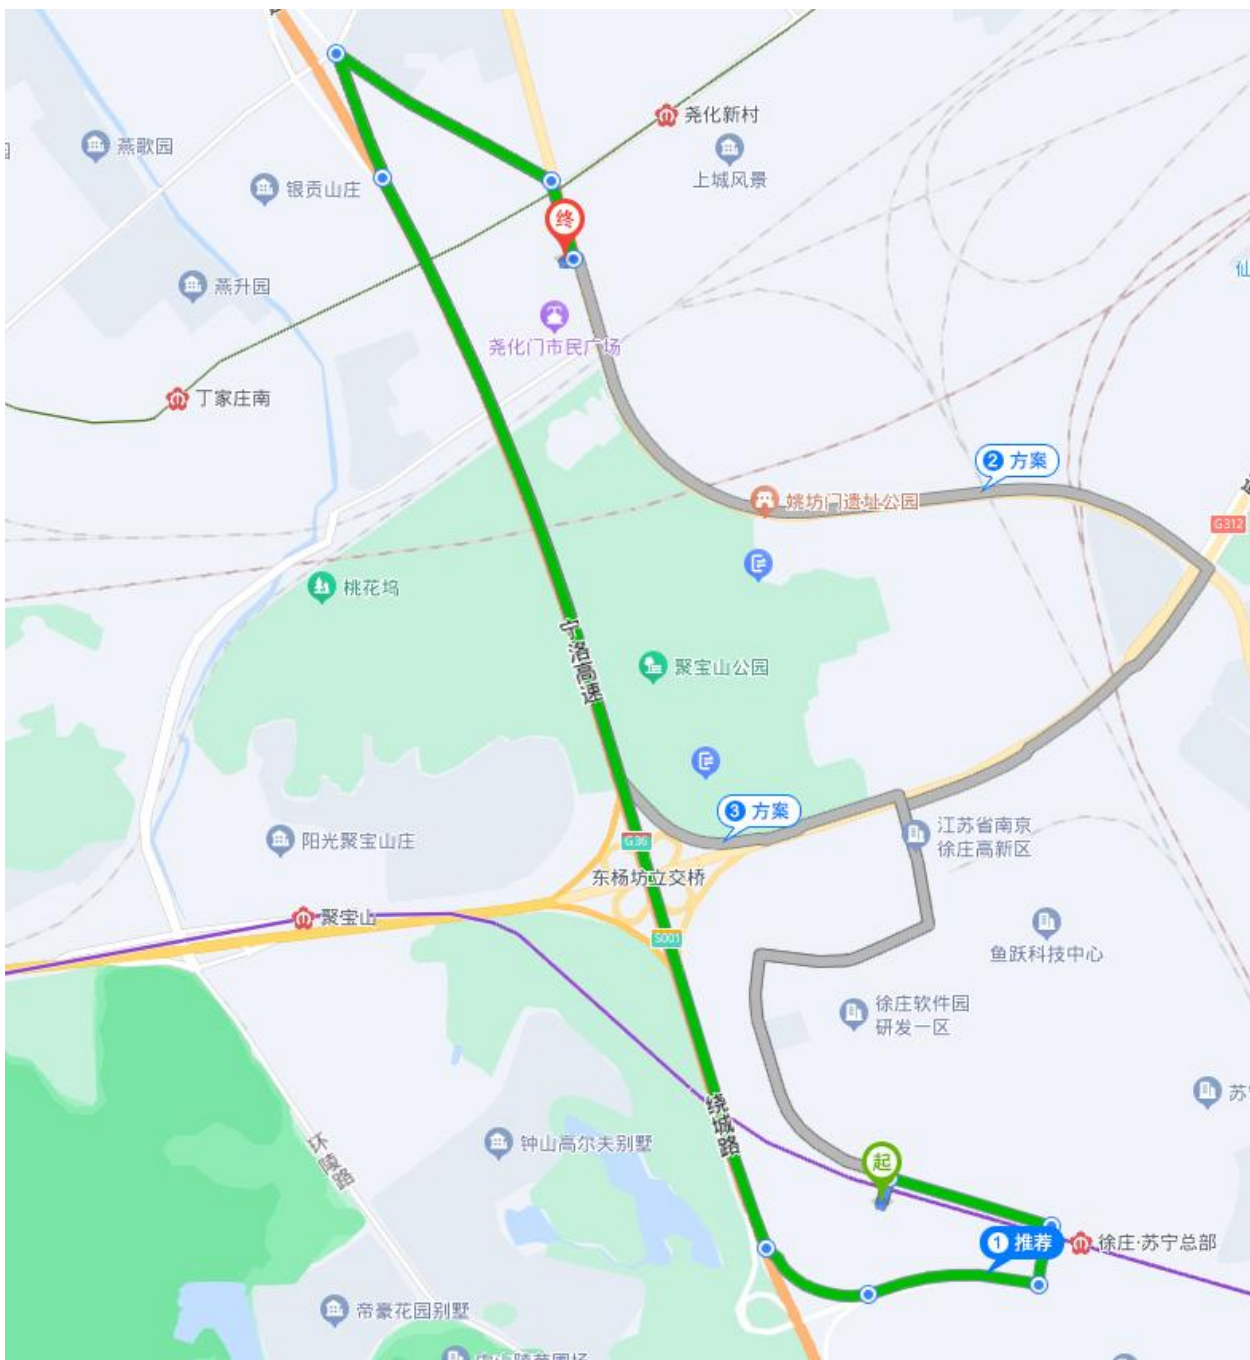 尧化新村
燕歌园
上城风景
银贡山庄
终
仙
燕升园
尧化门市民广场
丁家庄南
2 方案
姚坊门遗址公园
G312
桃花坞
宁洛高速
聚宝山公园
3 方案
江苏省南京
徐庄高新区
阳光聚宝山庄
G36
东杨坊立交桥
聚宝山
S001
鱼跃科技中心
徐庄软件园
研发一区
苏宁
绕城路
钟山高尔夫别墅
环陵路
起
1 推荐
徐庄·苏宁总部
帝豪花园别墅